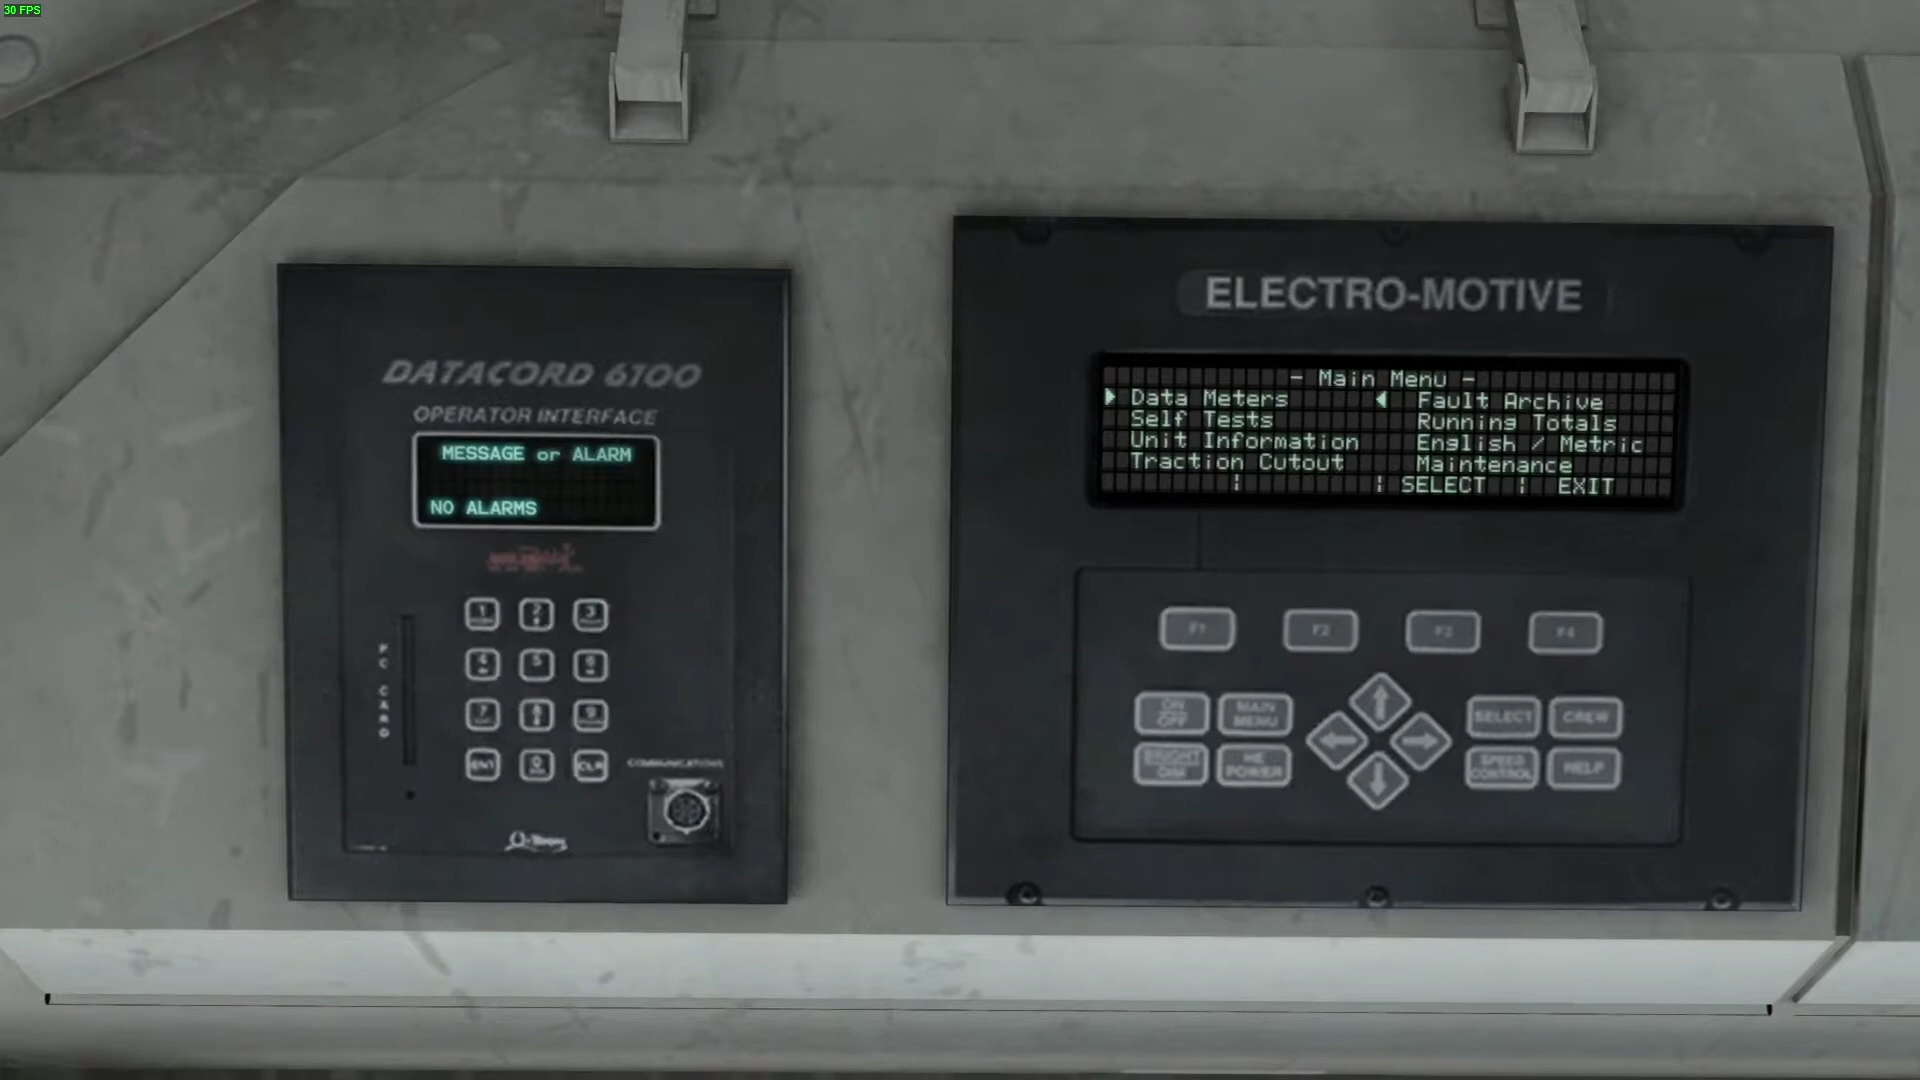 30 FPS
DATACORD 6100
OPERATOR INTERFACE
MESSAGE or ALARM
NO ALARMS
PC CARD
1
2
3
4
5
6
7
8
9
ENT
0
CLR
COMMUNICATIONS
ELECTRO-MOTIVE
- Main Menu -
Data Meters
Fault Archive
Self Tests
Running Totals
Unit Information
English / Metric
Traction Cutout
Maintenance
¦ ¦ SELECT ¦ EXIT
F1
F2
F3
F4
ON OFF
MAIN MENU
SELECT
CREW
BRIGHT DIM
HE POWER
SPEED CONTROL
HELP